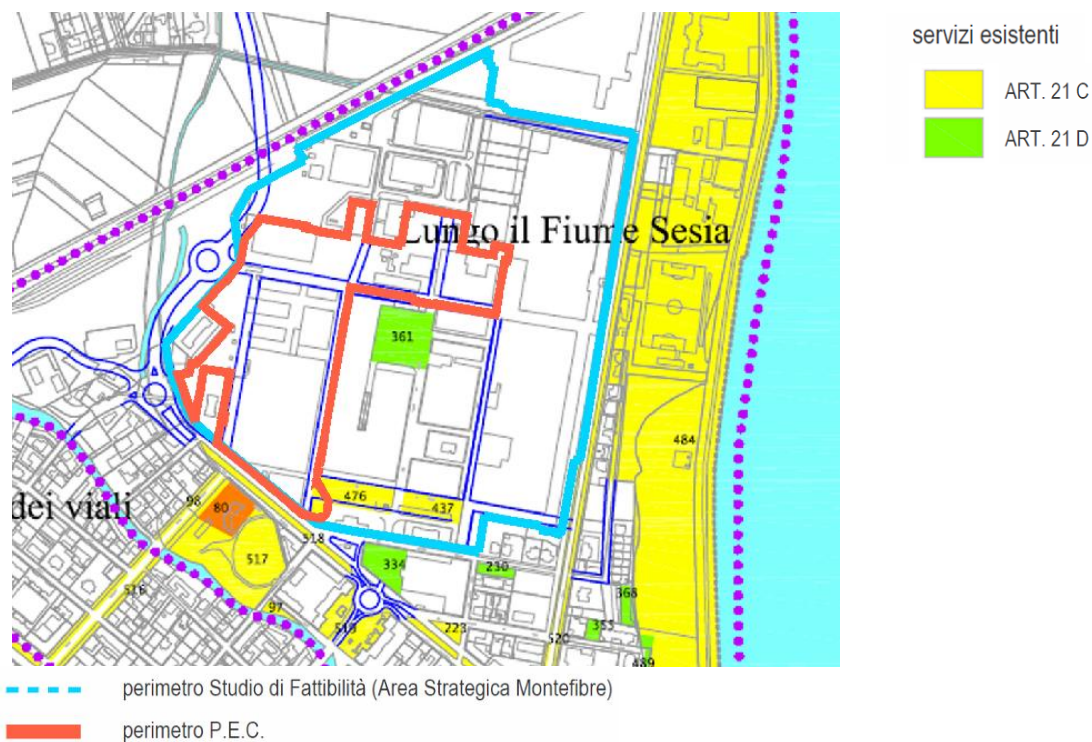 servizi esistenti
ART. 21 C
ART. 21 D
Lungo il Fiume Sesia
361
484
dei viali
98
80
476
437
517
518
334
230
516
97
519
223
520
368
355
489
perimetro Studio di Fattibilità (Area Strategica Montefibre)
perimetro P.E.C.